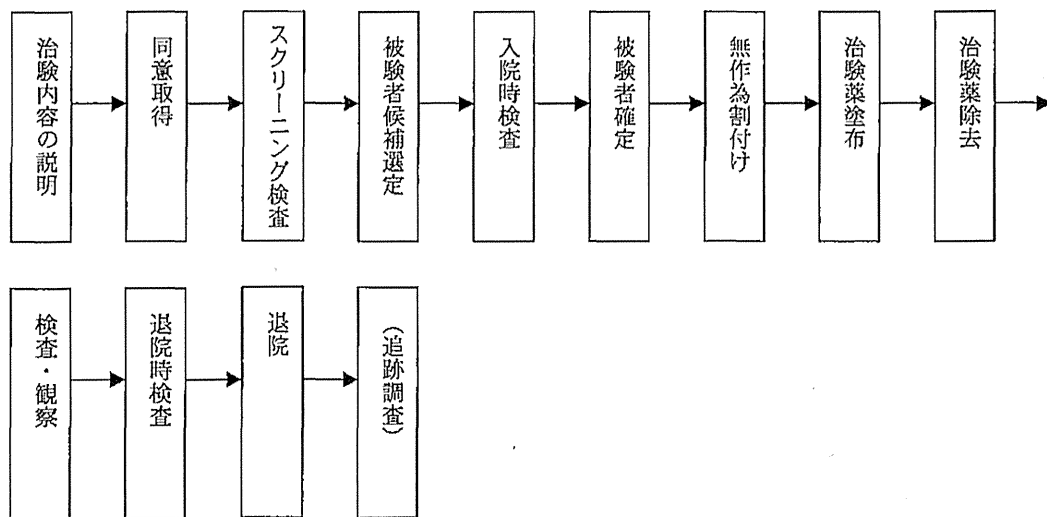 治験内容の説明
同意取得
スクリーニング検査
被験者候補選定
入院時検査
被験者確定
無作為割付け
治験薬塗布
治験薬除去
検査・観察
退院時検査
退院
（追跡調査）